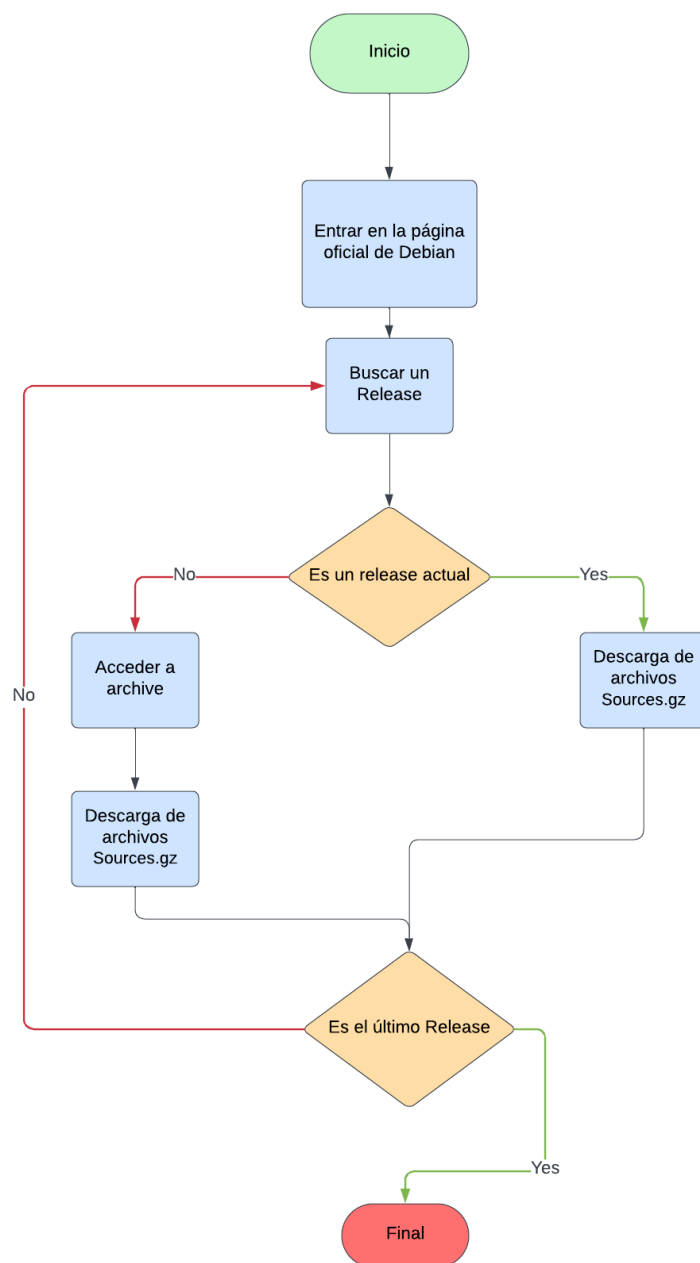 Inicio
Entrar en la página
oficial de Debian
Buscar un
Release
Es un release actual
No
Yes
Acceder a
archive
Descarga de
archivos
Sources.gz
No
Descarga de
archivos
Sources.gz
Es el último Release
Yes
Final